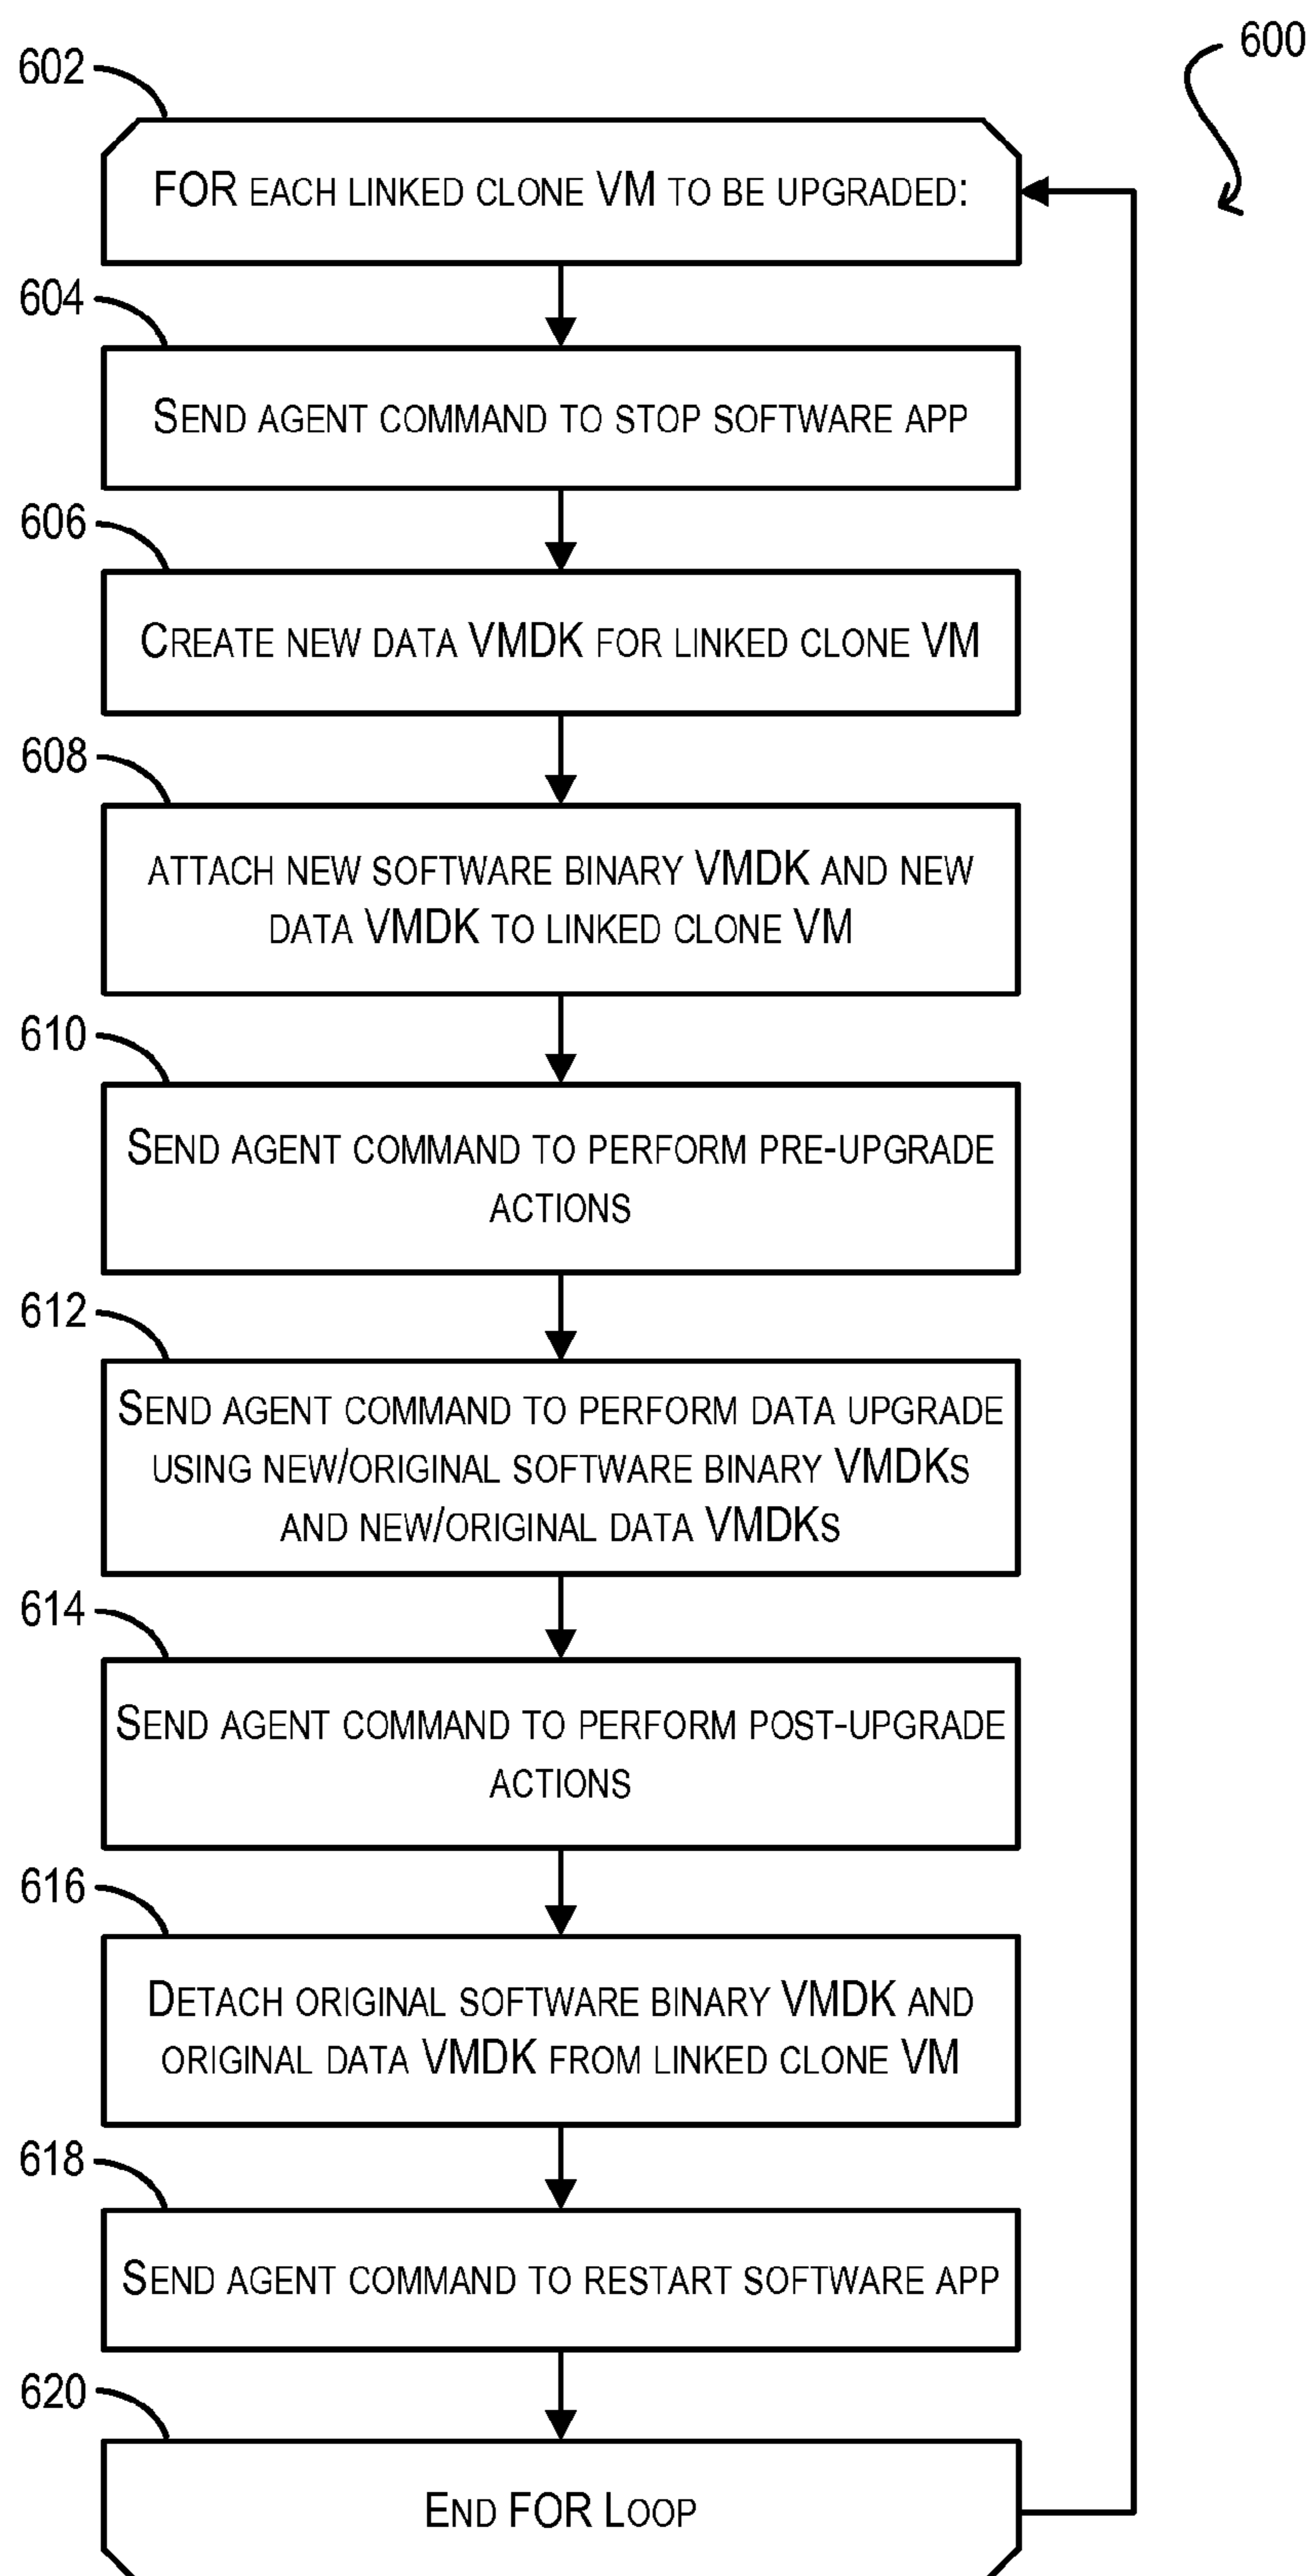 600
602
FOR EACH LINKED CLONE VM TO BE UPGRADED:
604
SEND AGENT COMMAND TO STOP SOFTWARE APP
606
CREATE NEW DATA VMDK FOR LINKED CLONE VM
608
ATTACH NEW SOFTWARE BINARY VMDK AND NEW
DATA VMDK TO LINKED CLONE VM
610
SEND AGENT COMMAND TO PERFORM PRE-UPGRADE
ACTIONS
612
SEND AGENT COMMAND TO PERFORM DATA UPGRADE
USING NEW/ORIGINAL SOFTWARE BINARY VMDKS
AND NEW/ORIGINAL DATA VMDKS
614
SEND AGENT COMMAND TO PERFORM POST-UPGRADE
ACTIONS
616
DETACH ORIGINAL SOFTWARE BINARY VMDK AND
ORIGINAL DATA VMDK FROM LINKED CLONE VM
618
SEND AGENT COMMAND TO RESTART SOFTWARE APP
620
END FOR LOOP